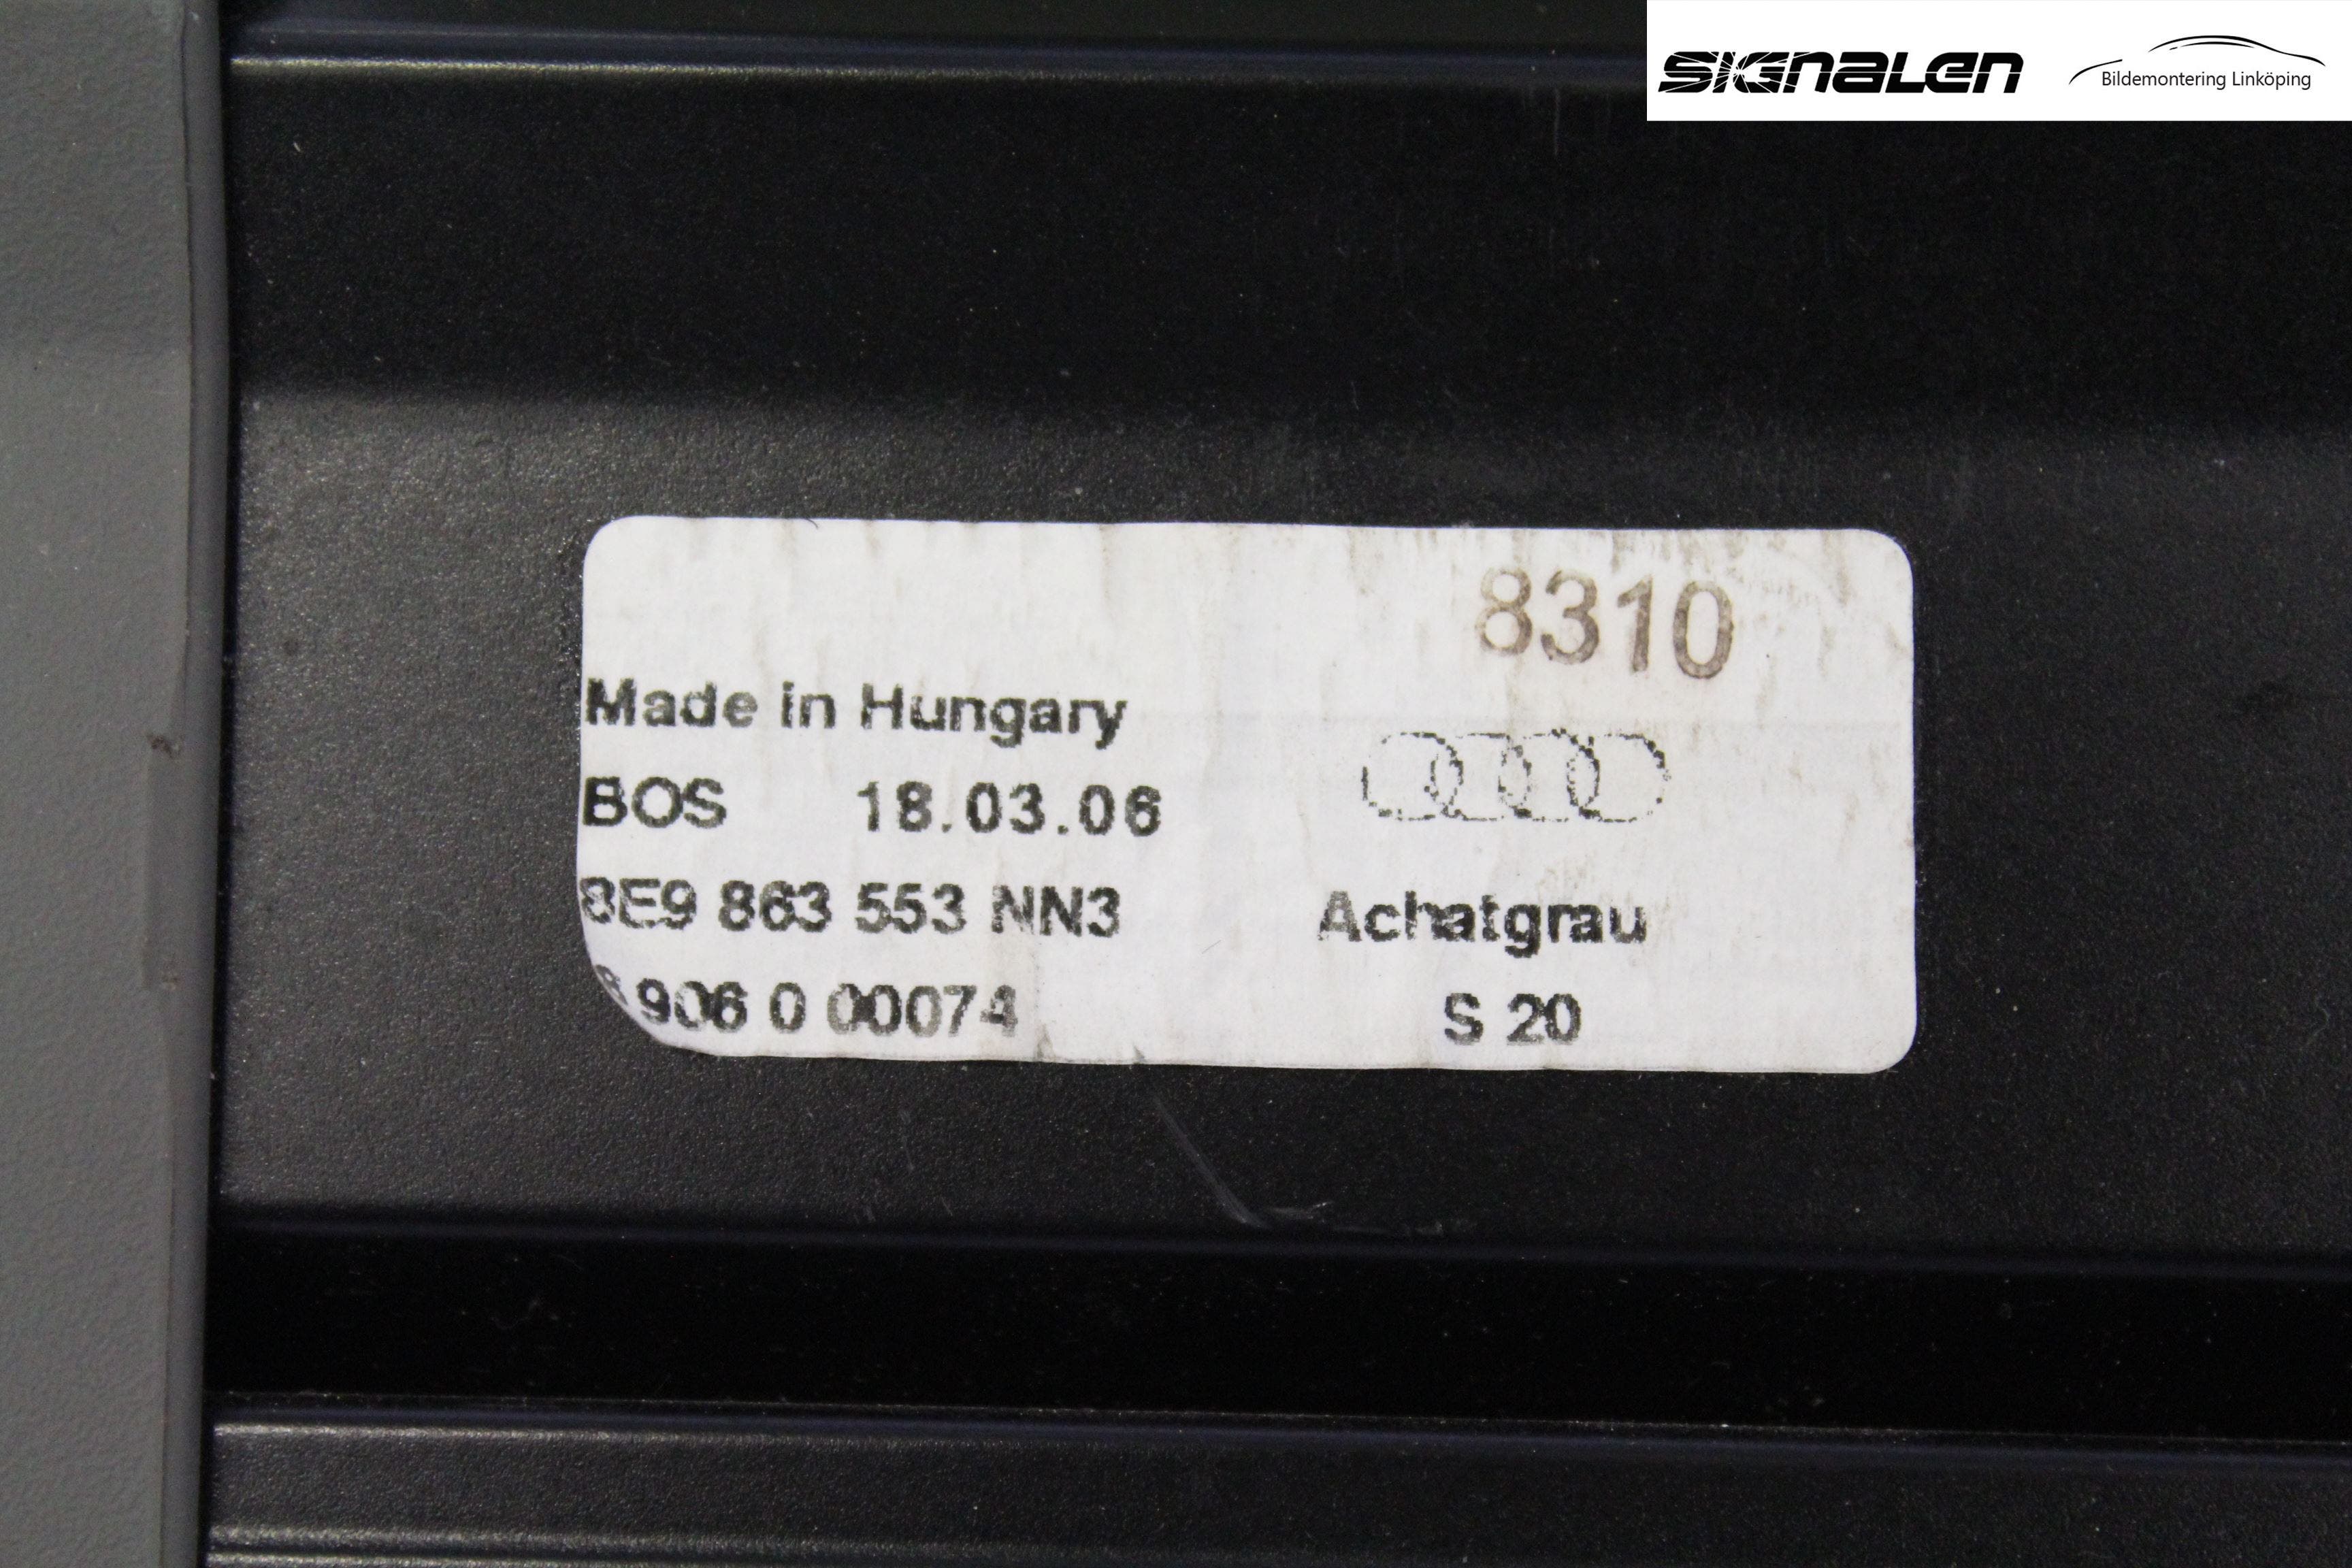 SIGNALEN
Bildemontering Linköping
8310
Made in Hungary
BOS 18.03.06
8E9 863 553 NN3 Achatgrau
906 0 00074 S 20